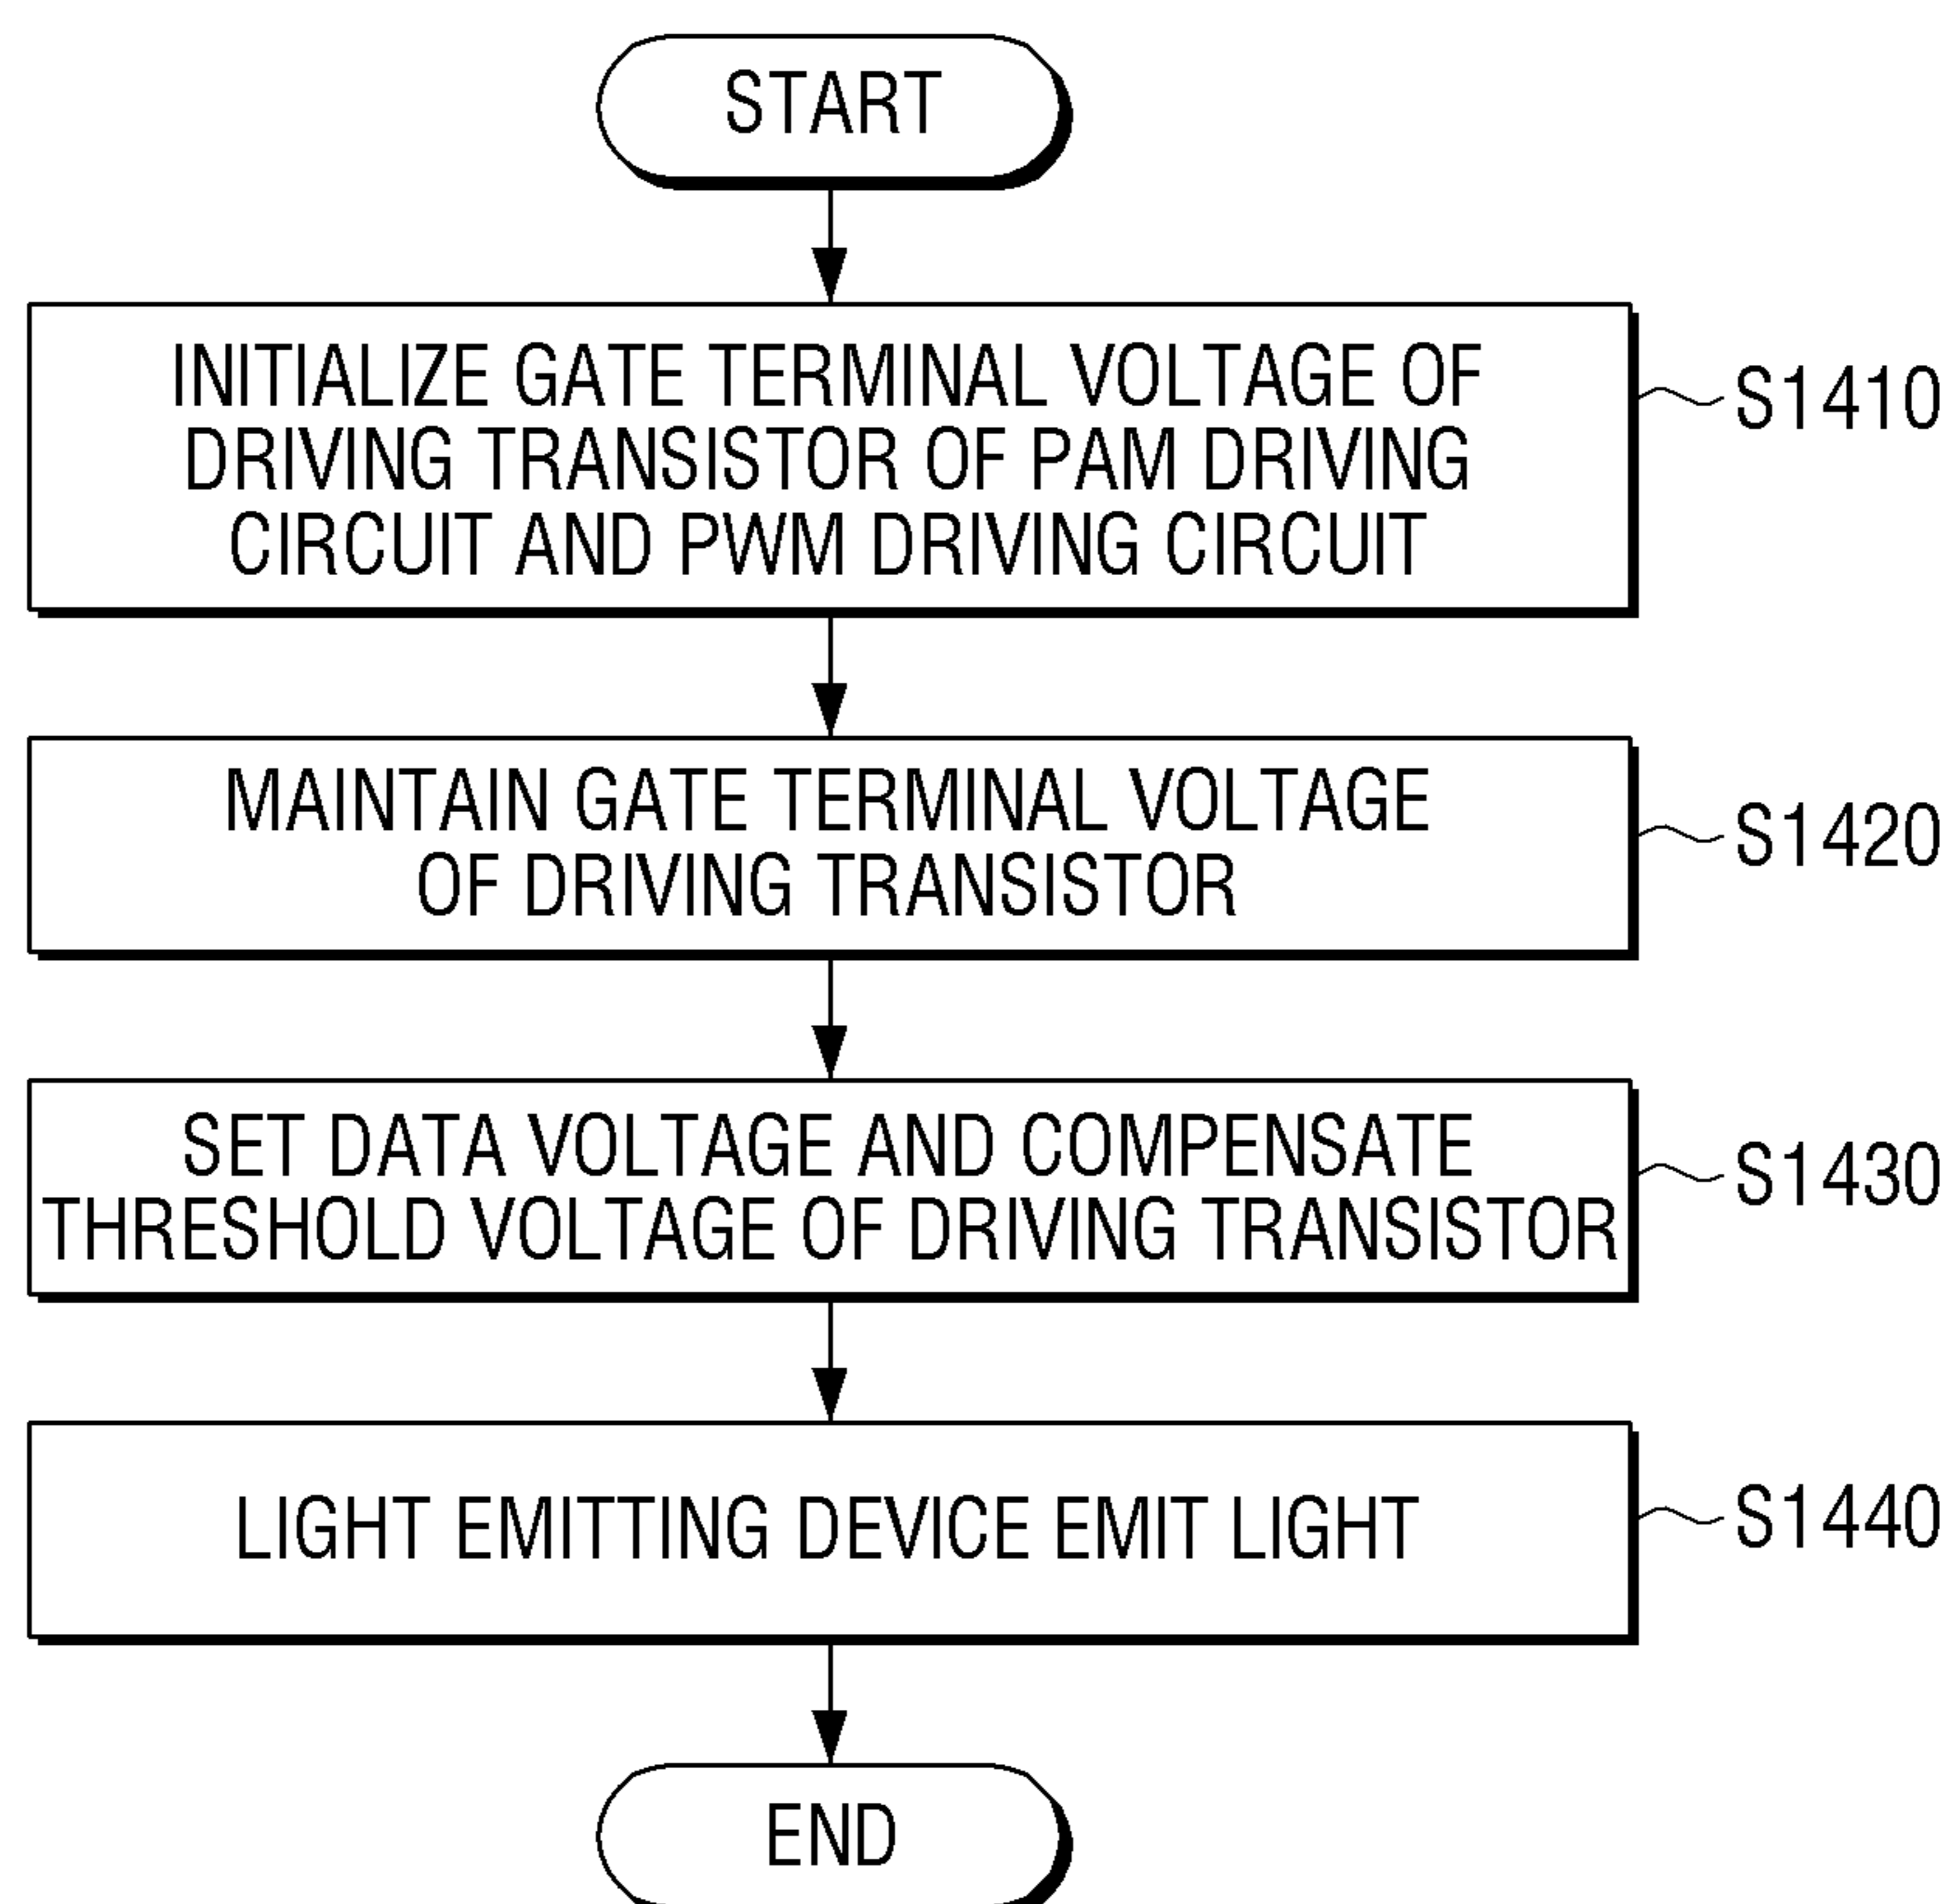 START
INITIALIZE GATE TERMINAL VOLTAGE OF
DRIVING TRANSISTOR OF PAM DRIVING
CIRCUIT AND PWM DRIVING CIRCUIT
S1410
MAINTAIN GATE TERMINAL VOLTAGE
OF DRIVING TRANSISTOR
S1420
SET DATA VOLTAGE AND COMPENSATE
THRESHOLD VOLTAGE OF DRIVING TRANSISTOR
S1430
LIGHT EMITTING DEVICE EMIT LIGHT
S1440
END